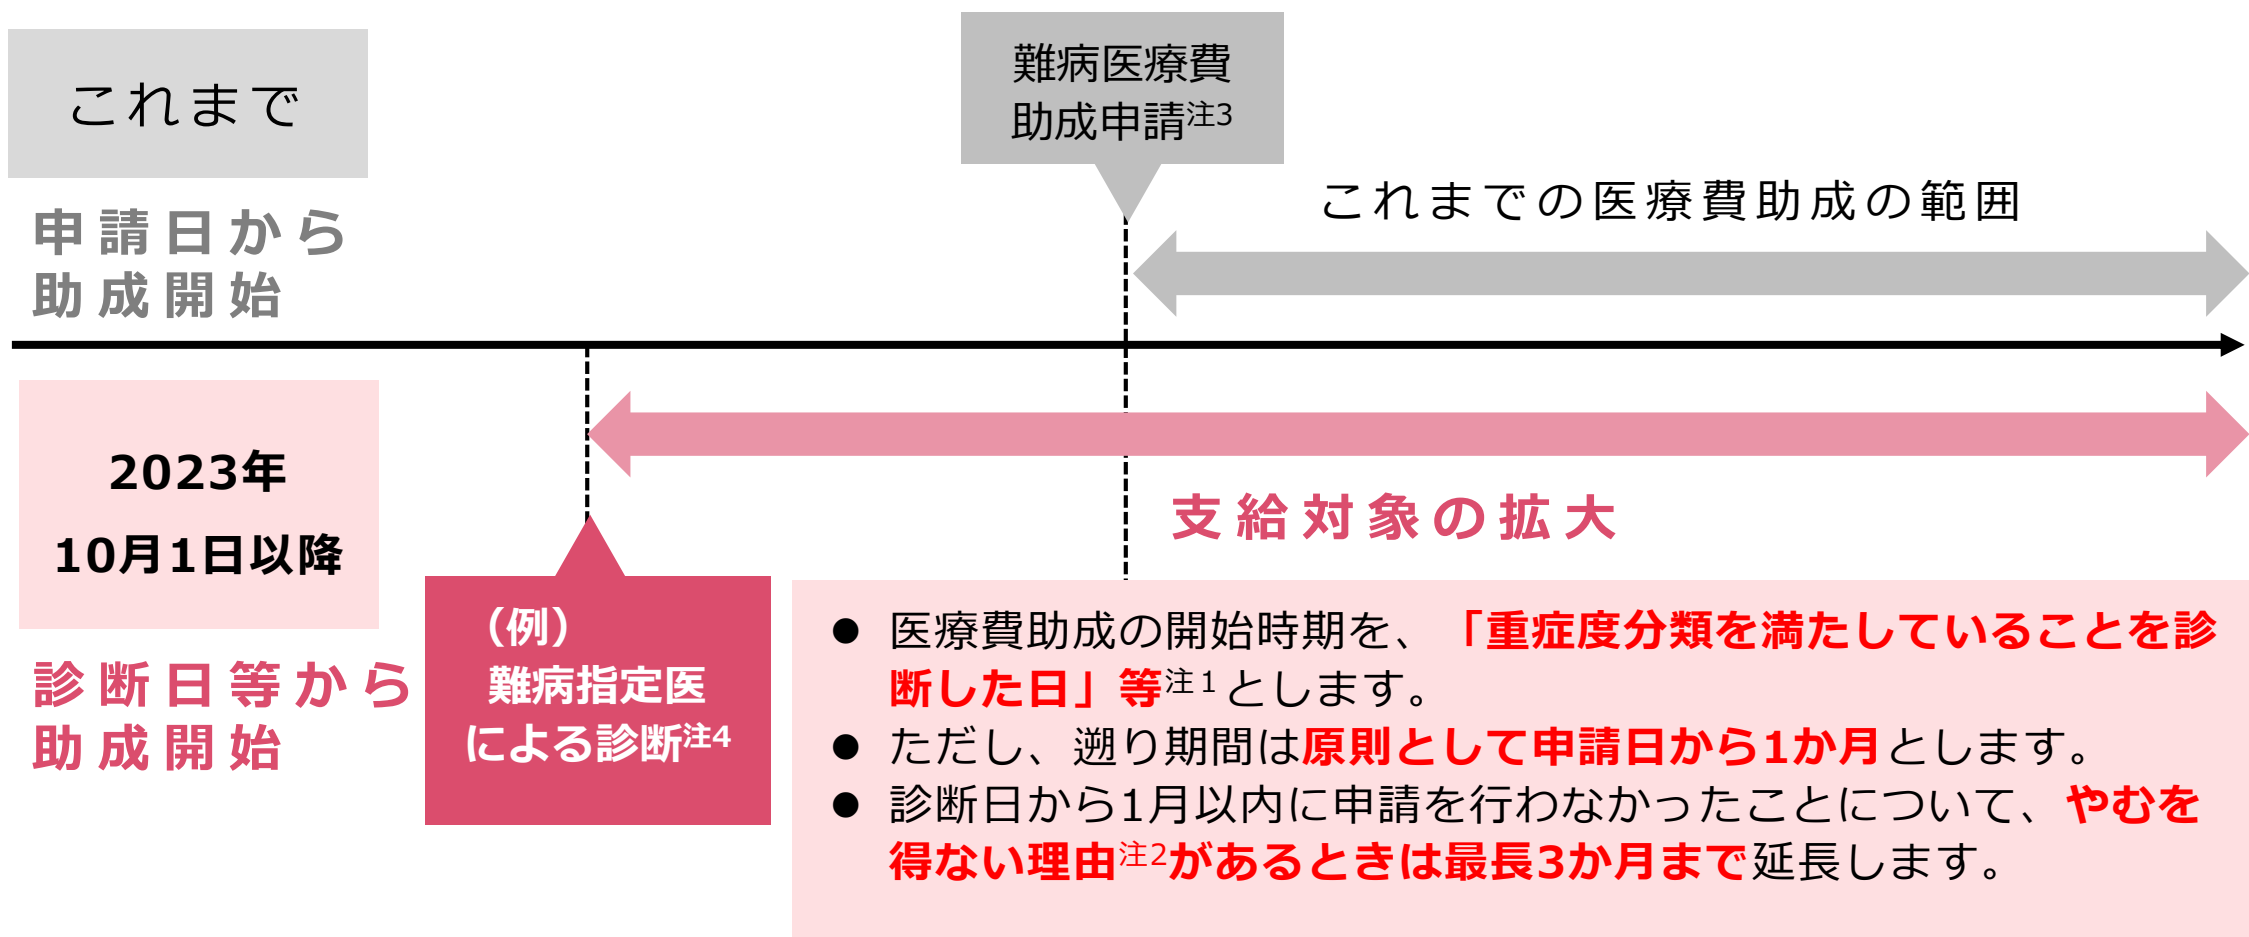 これまで
難病医療費
助成申請注3
申請日から
助成開始
これまでの医療費助成の範囲
2023年
10月1日以降
診断日等から
助成開始
（例）
難病指定医
による診断注4
支給対象の拡大
● 医療費助成の開始時期を、「重症度分類を満たしていることを診
断した日」等注１とします。
● ただし、遡り期間は原則として申請日から1か月とします。
● 診断日から1月以内に申請を行わなかったことについて、やむを
得ない理由注2があるときは最長3か月まで延長します。